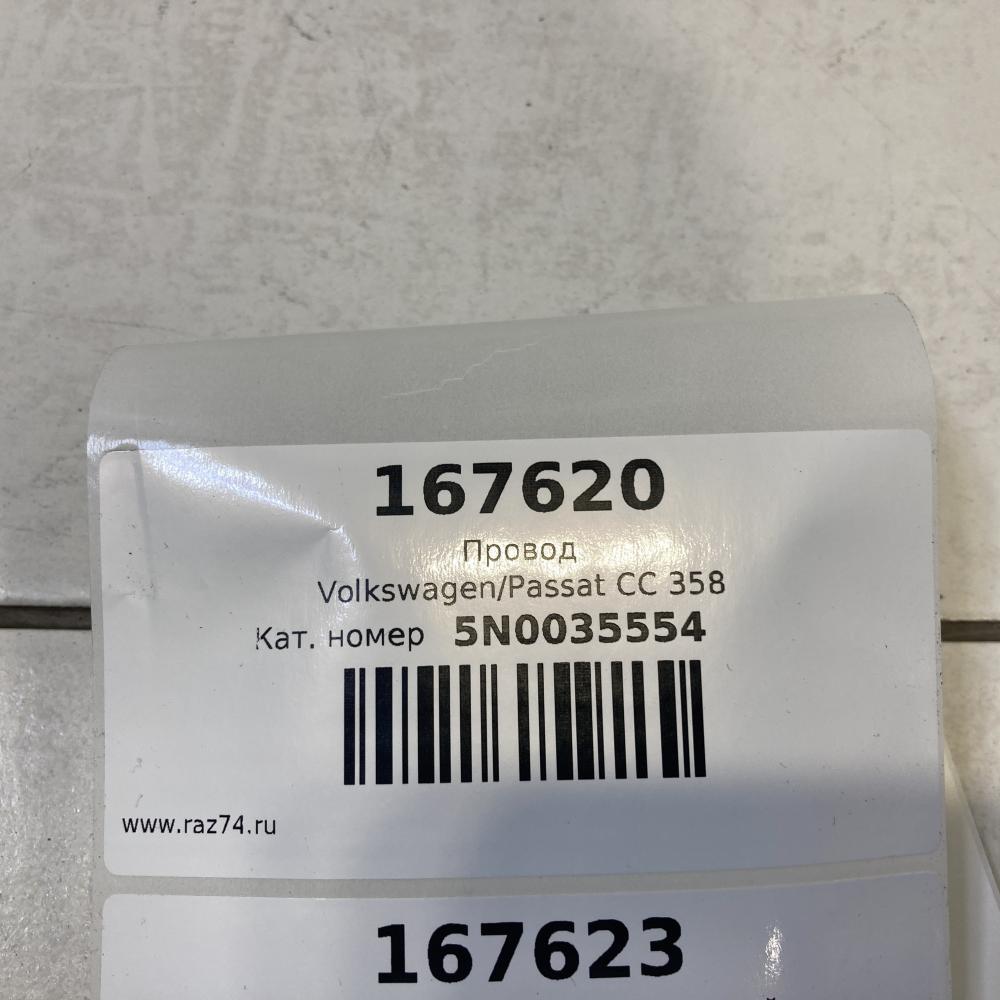 167620
Провод
Volkswagen/Passat CC 358
Кат. номер 5N0035554
www.raz74.ru
167623